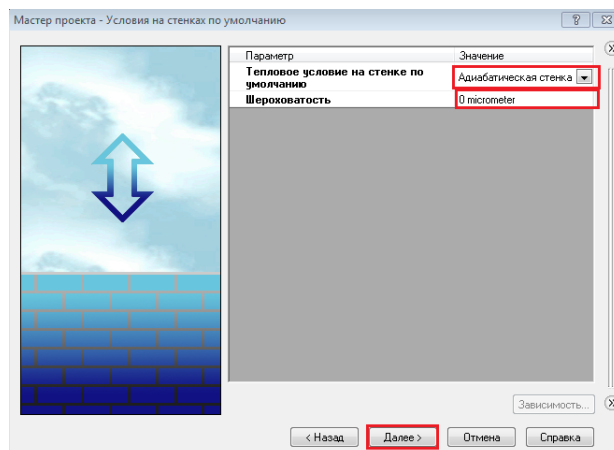 Мастер проекта - Условия на стенках по умолчанию
Параметр Значение
Тепловое условие на стенке по умолчанию Адиабатическая стенка
Шероховатость 0 micrometer
Зависимость...
< Назад Далее > Отмена Справка